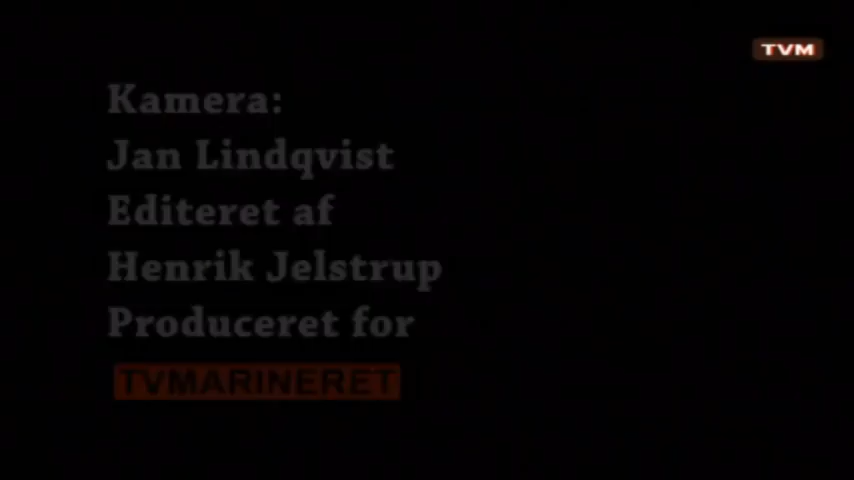 TVM
Kamera:
Jan Lindqvist
Editeret af
Henrik Jelstrup
Produceret for
TVMARINERET